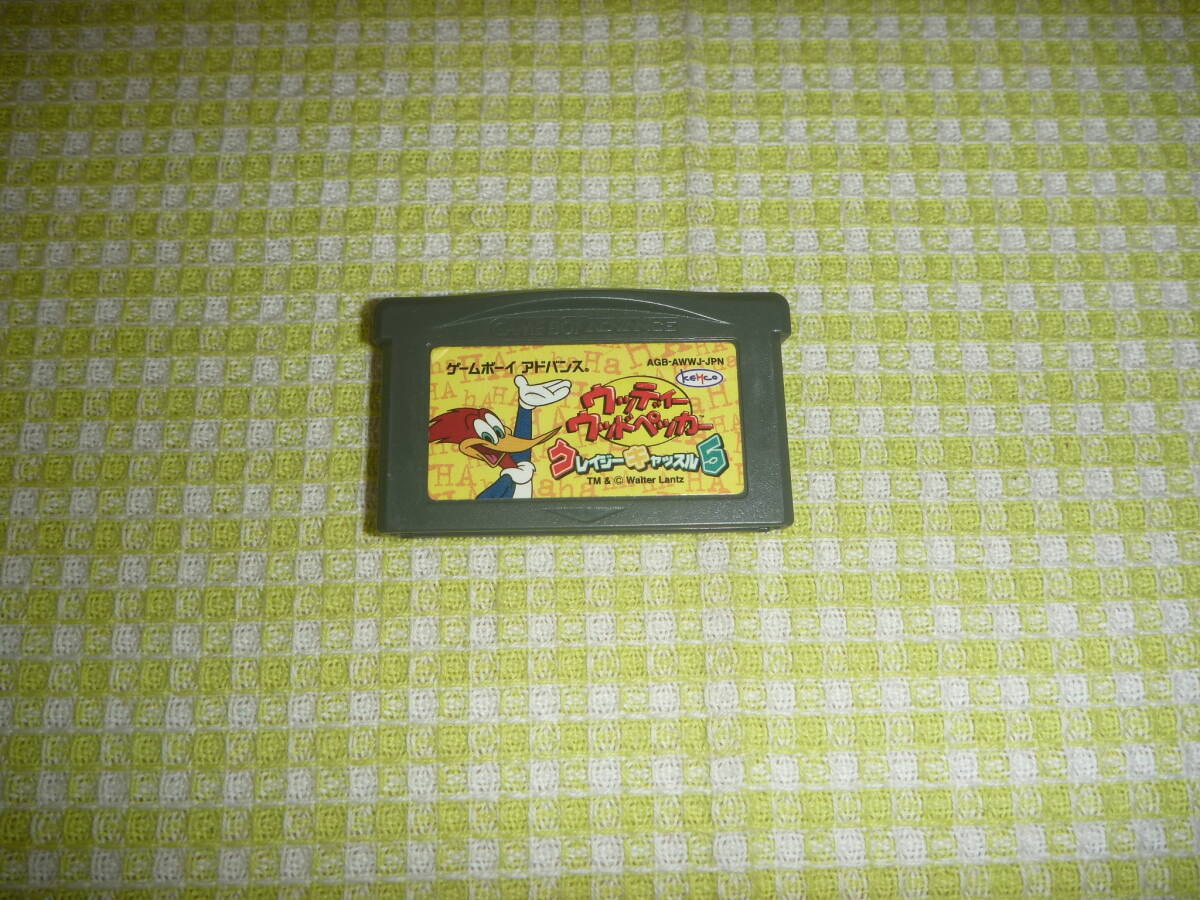 GAME BOY ADVANCE
ゲームボーイ アドバンス®
AGB-AWWJ-JPN
KEMCO
ウッディー
ウッドペッカー™
クレイジーキャッスル5
TM & © Walter Lantz